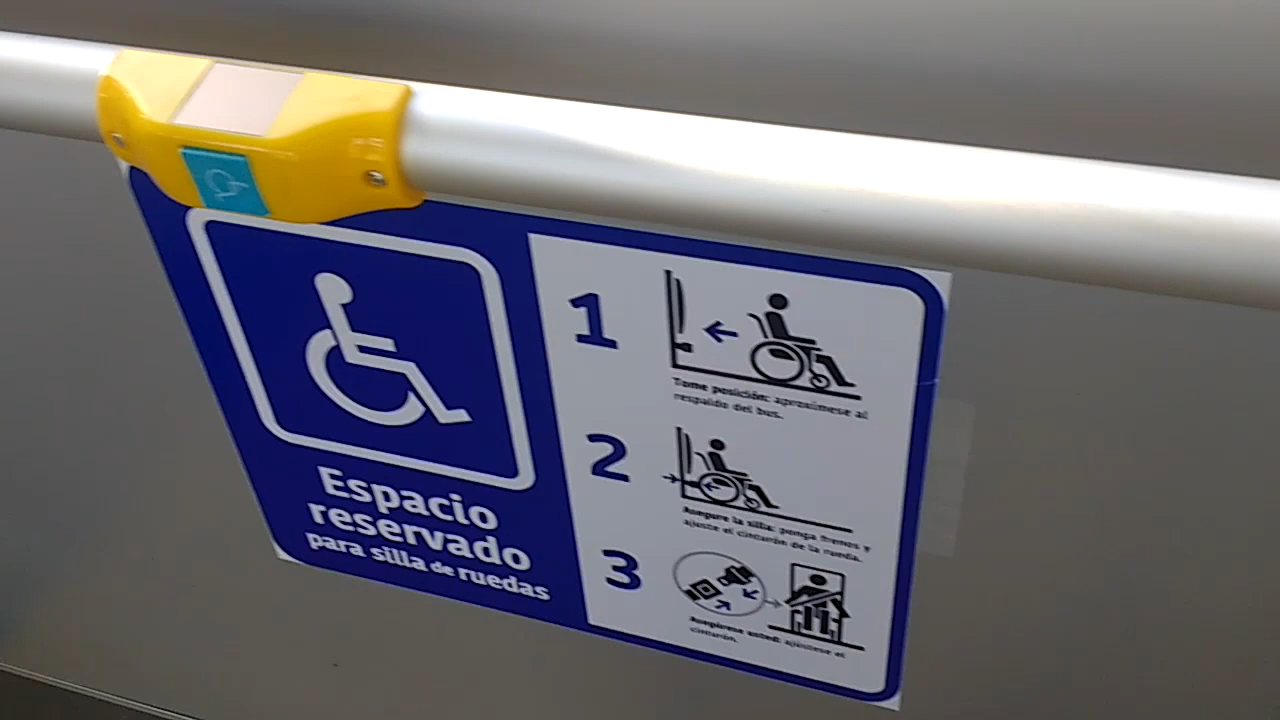 Espacio
reservado
para silla de ruedas
1
Tome posición: aproxímese al
respaldo del bus.
2
Asegure la silla: ponga frenos y
ajuste el cinturón de la rueda.
3
Asegúrese usted: ajústese el
cinturón.